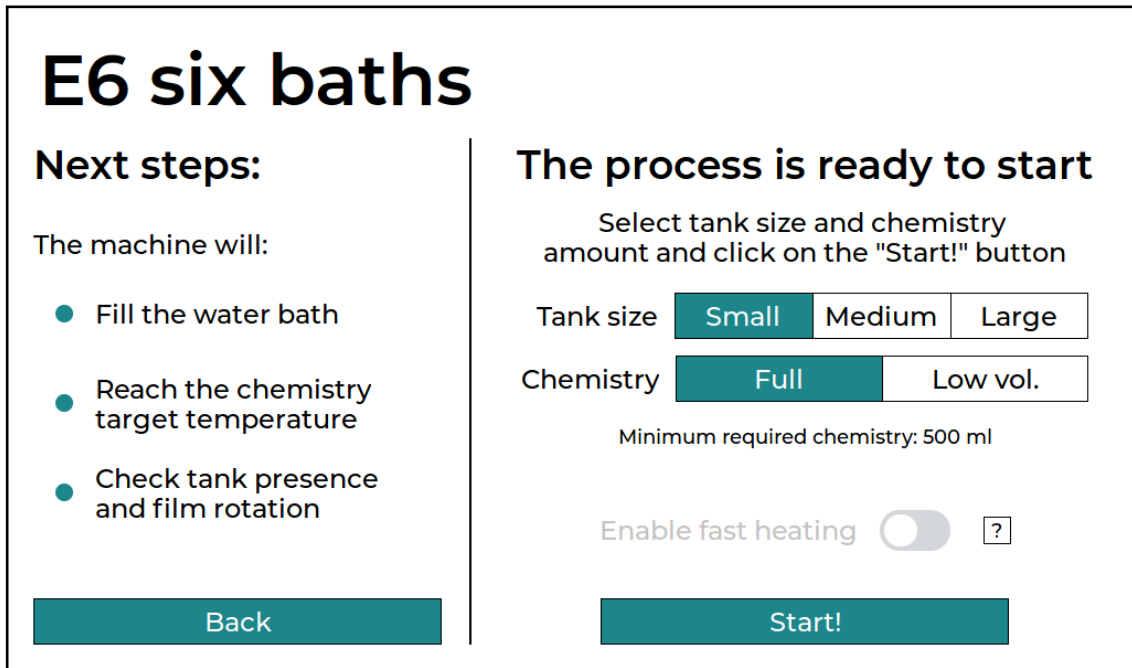 E6 six baths
Next steps:
The machine will:
Fill the water bath
Reach the chemistry
target temperature
Check tank presence
and film rotation
Back
The process is ready to start
Select tank size and chemistry
amount and click on the "Start!" button
Tank size Small Medium Large
Chemistry Full Low vol.
Minimum required chemistry: 500 ml
Enable fast heating ?
Start!